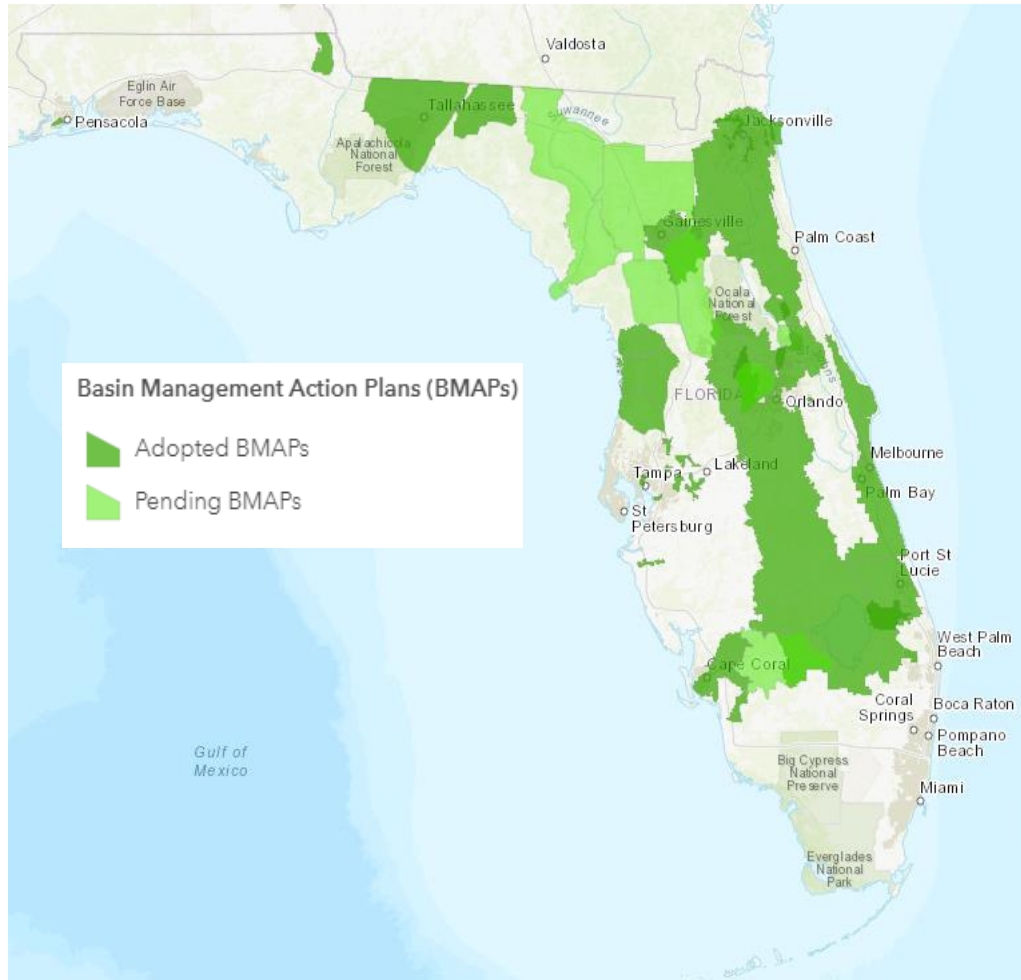 Valdosta
Eglin Air
Force Base
Pensacola
Tallahassee
Suwannee
Jacksonville
Apalachicola
National
Forest
Gainesville
Palm Coast
Ocala
National
Forest
Basin Management Action Plans (BMAPs)
Adopted BMAPs
Pending BMAPs
FLORIDA
Orlando
Melbourne
Lakeland
Tampa
Palm Bay
St
Petersburg
Port St
Lucie
West Palm
Beach
Cape Coral
Coral
Springs
Boca Raton
Pompano
Beach
Gulf of
Mexico
Big Cypress
National
Preserve
Miami
Everglades
National
Park